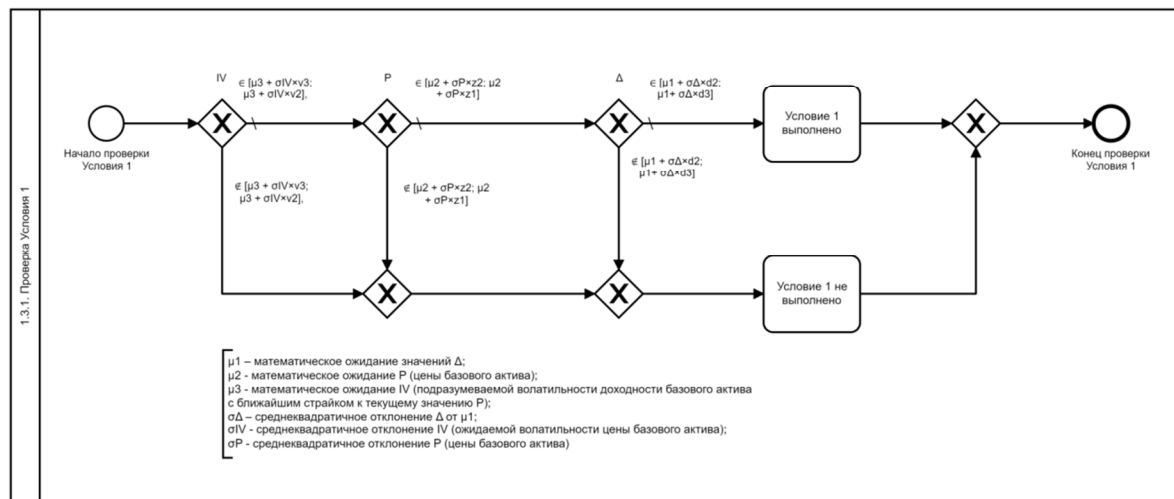 1.3.1. Проверка Условия 1
IV
∈ [μ3 + σIV×v3;
μ3 + σIV×v2],
P
∈ [μ2 + σP×z2; μ2
+ σP×z1]
Δ
∈ [μ1 + σΔ×d2;
μ1+ σΔ×d3]
Условие 1
выполнено
Начало проверки
Условия 1
Конец проверки
Условия 1
∉ [μ3 + σIV×v3;
μ3 + σIV×v2],
∉ [μ2 + σP×z2; μ2
+ σP×z1]
∉ [μ1 + σΔ×d2;
μ1+ σΔ×d3]
Условие 1 не
выполнено
μ1 – математическое ожидание значений Δ;
μ2 - математическое ожидание P (цены базового актива);
μ3 - математическое ожидание IV (подразумеваемой волатильности доходности базового актива
с ближайшим страйком к текущему значению P);
σΔ – среднеквадратичное отклонение Δ от μ1;
σIV - среднеквадратичное отклонение IV (ожидаемой волатильности цены базового актива);
σP - среднеквадратичное отклонение P (цены базового актива)